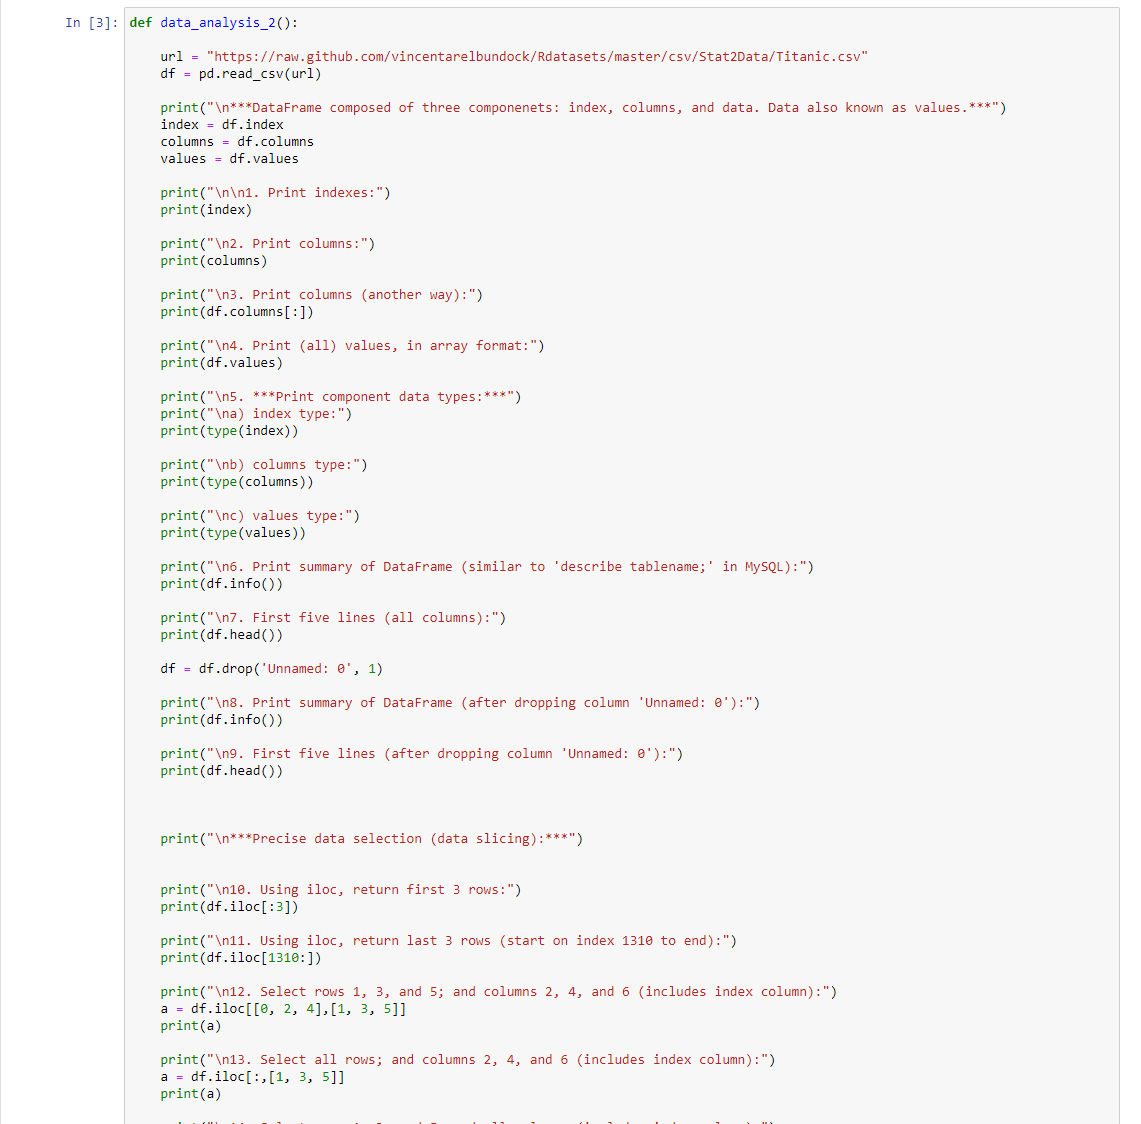 In [3]: def data_analysis_2():
url = "https://raw.github.com/vincentarelbundock/Rdatasets/master/csv/Stat2Data/Titanic.csv"
df = pd.read_csv(url)
print("\n***DataFrame composed of three componenets: index, columns, and data. Data also known as values.***")
index = df.index
columns = df.columns
values = df.values
print("\n\n1. Print indexes:")
print(index)
print("\n2. Print columns:")
print(columns)
print("\n3. Print columns (another way):")
print(df.columns[:])
print("\n4. Print (all) values, in array format:")
print(df.values)
print("\n5. ***Print component data types:***")
print("\na) index type:")
print(type(index))
print("\nb) columns type:")
print(type(columns))
print("\nc) values type:")
print(type(values))
print("\n6. Print summary of DataFrame (similar to 'describe tablename;' in MySQL):")
print(df.info())
print("\n7. First five lines (all columns):")
print(df.head())
df = df.drop('Unnamed: 0', 1)
print("\n8. Print summary of DataFrame (after dropping column 'Unnamed: 0'):")
print(df.info())
print("\n9. First five lines (after dropping column 'Unnamed: 0'):")
print(df.head())
print("\n***Precise data selection (data slicing):***")
print("\n10. Using iloc, return first 3 rows:")
print(df.iloc[:3])
print("\n11. Using iloc, return last 3 rows (start on index 1310 to end):")
print(df.iloc[1310:])
print("\n12. Select rows 1, 3, and 5; and columns 2, 4, and 6 (includes index column):")
a = df.iloc[[0, 2, 4],[1, 3, 5]]
print(a)
print("\n13. Select all rows; and columns 2, 4, and 6 (includes index column):")
a = df.iloc[:,[1, 3, 5]]
print(a)